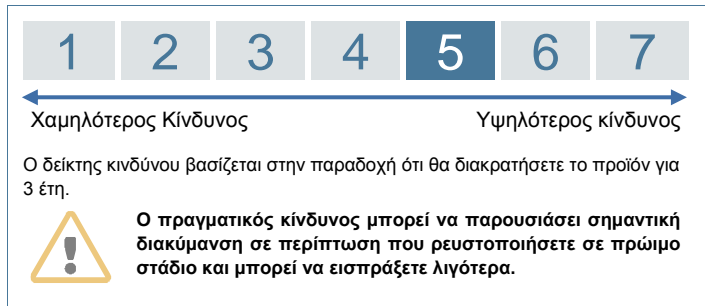 1 2 3 4 5 6 7
Χαμηλότερος Κίνδυνος Υψηλότερος κίνδυνος
Ο δείκτης κινδύνου βασίζεται στην παραδοχή ότι θα διακρατήσετε το προϊόν για
3 έτη.
Ο πραγματικός κίνδυνος μπορεί να παρουσιάσει σημαντική
διακύμανση σε περίπτωση που ρευστοποιήσετε σε πρώιμο
στάδιο και μπορεί να εισπράξετε λιγότερα.